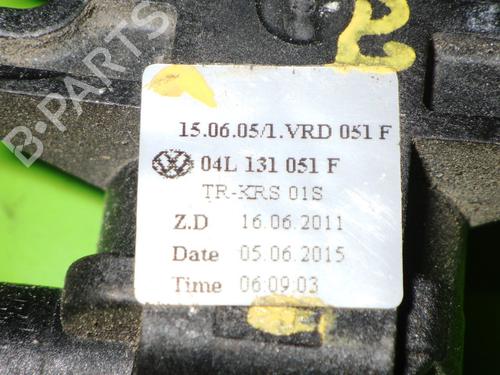 B-PARTS
2
15.06.05/1.VRD 051 F
04L 131 051 F
TR-KRS 01S
Z.D 16.06.2011
Date 05.06.2015
Time 06.09.03